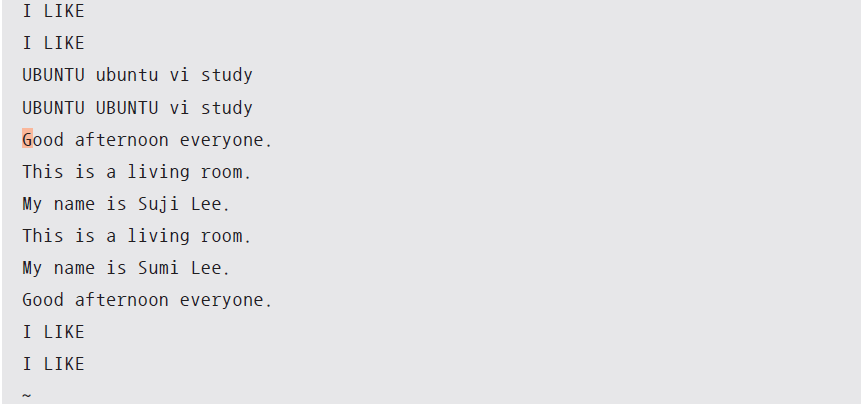 I LIKE
I LIKE
UBUNTU ubuntu vi study
UBUNTU UBUNTU vi study
Good afternoon everyone.
This is a living room.
My name is Suji Lee.
This is a living room.
My name is Sumi Lee.
Good afternoon everyone.
I LIKE
I LIKE
~